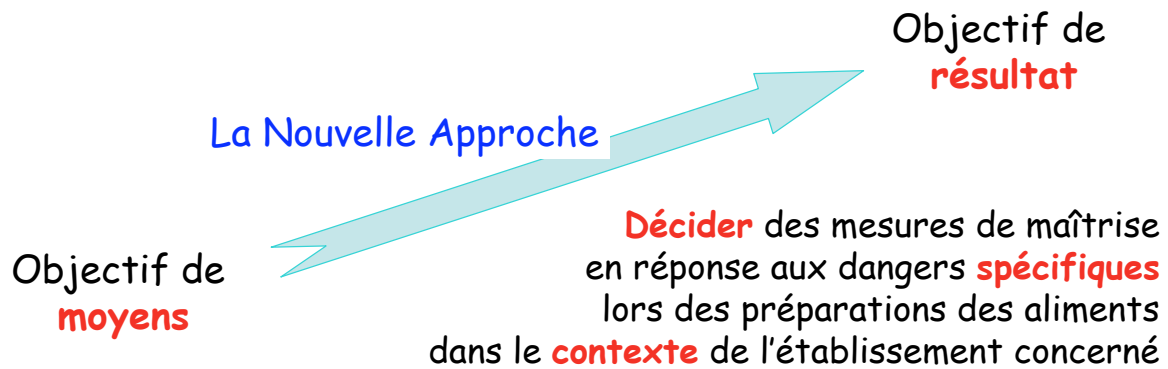 Objectif de
résultat
La Nouvelle Approche
Objectif de
moyens
Décider des mesures de maîtrise
en réponse aux dangers spécifiques
lors des préparations des aliments
dans le contexte de l'établissement concerné